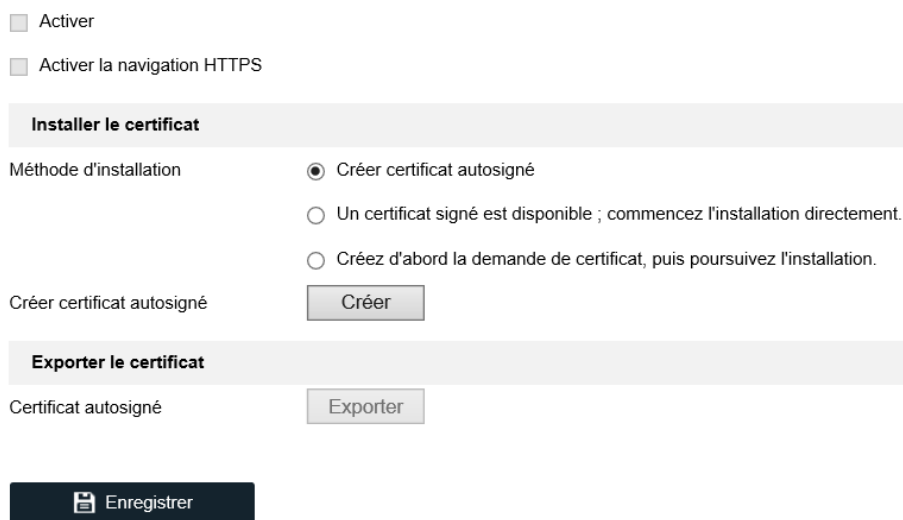 Activer
Activer la navigation HTTPS
Installer le certificat
Méthode d'installation
Créer certificat autosigné
Un certificat signé est disponible ; commencez l'installation directement.
Créez d'abord la demande de certificat, puis poursuivez l'installation.
Créer certificat autosigné
Créer
Exporter le certificat
Certificat autosigné
Exporter
Enregistrer